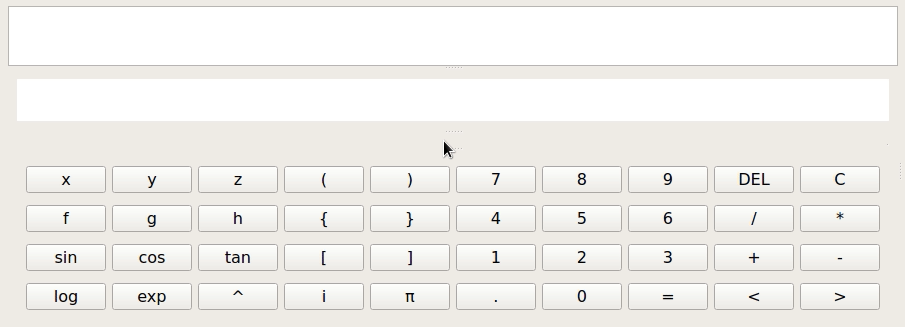 x y z ( ) 7 8 9 DEL C
f g h { } 4 5 6 / *
sin cos tan [ ] 1 2 3 + -
log exp ^ i π . 0 = < >